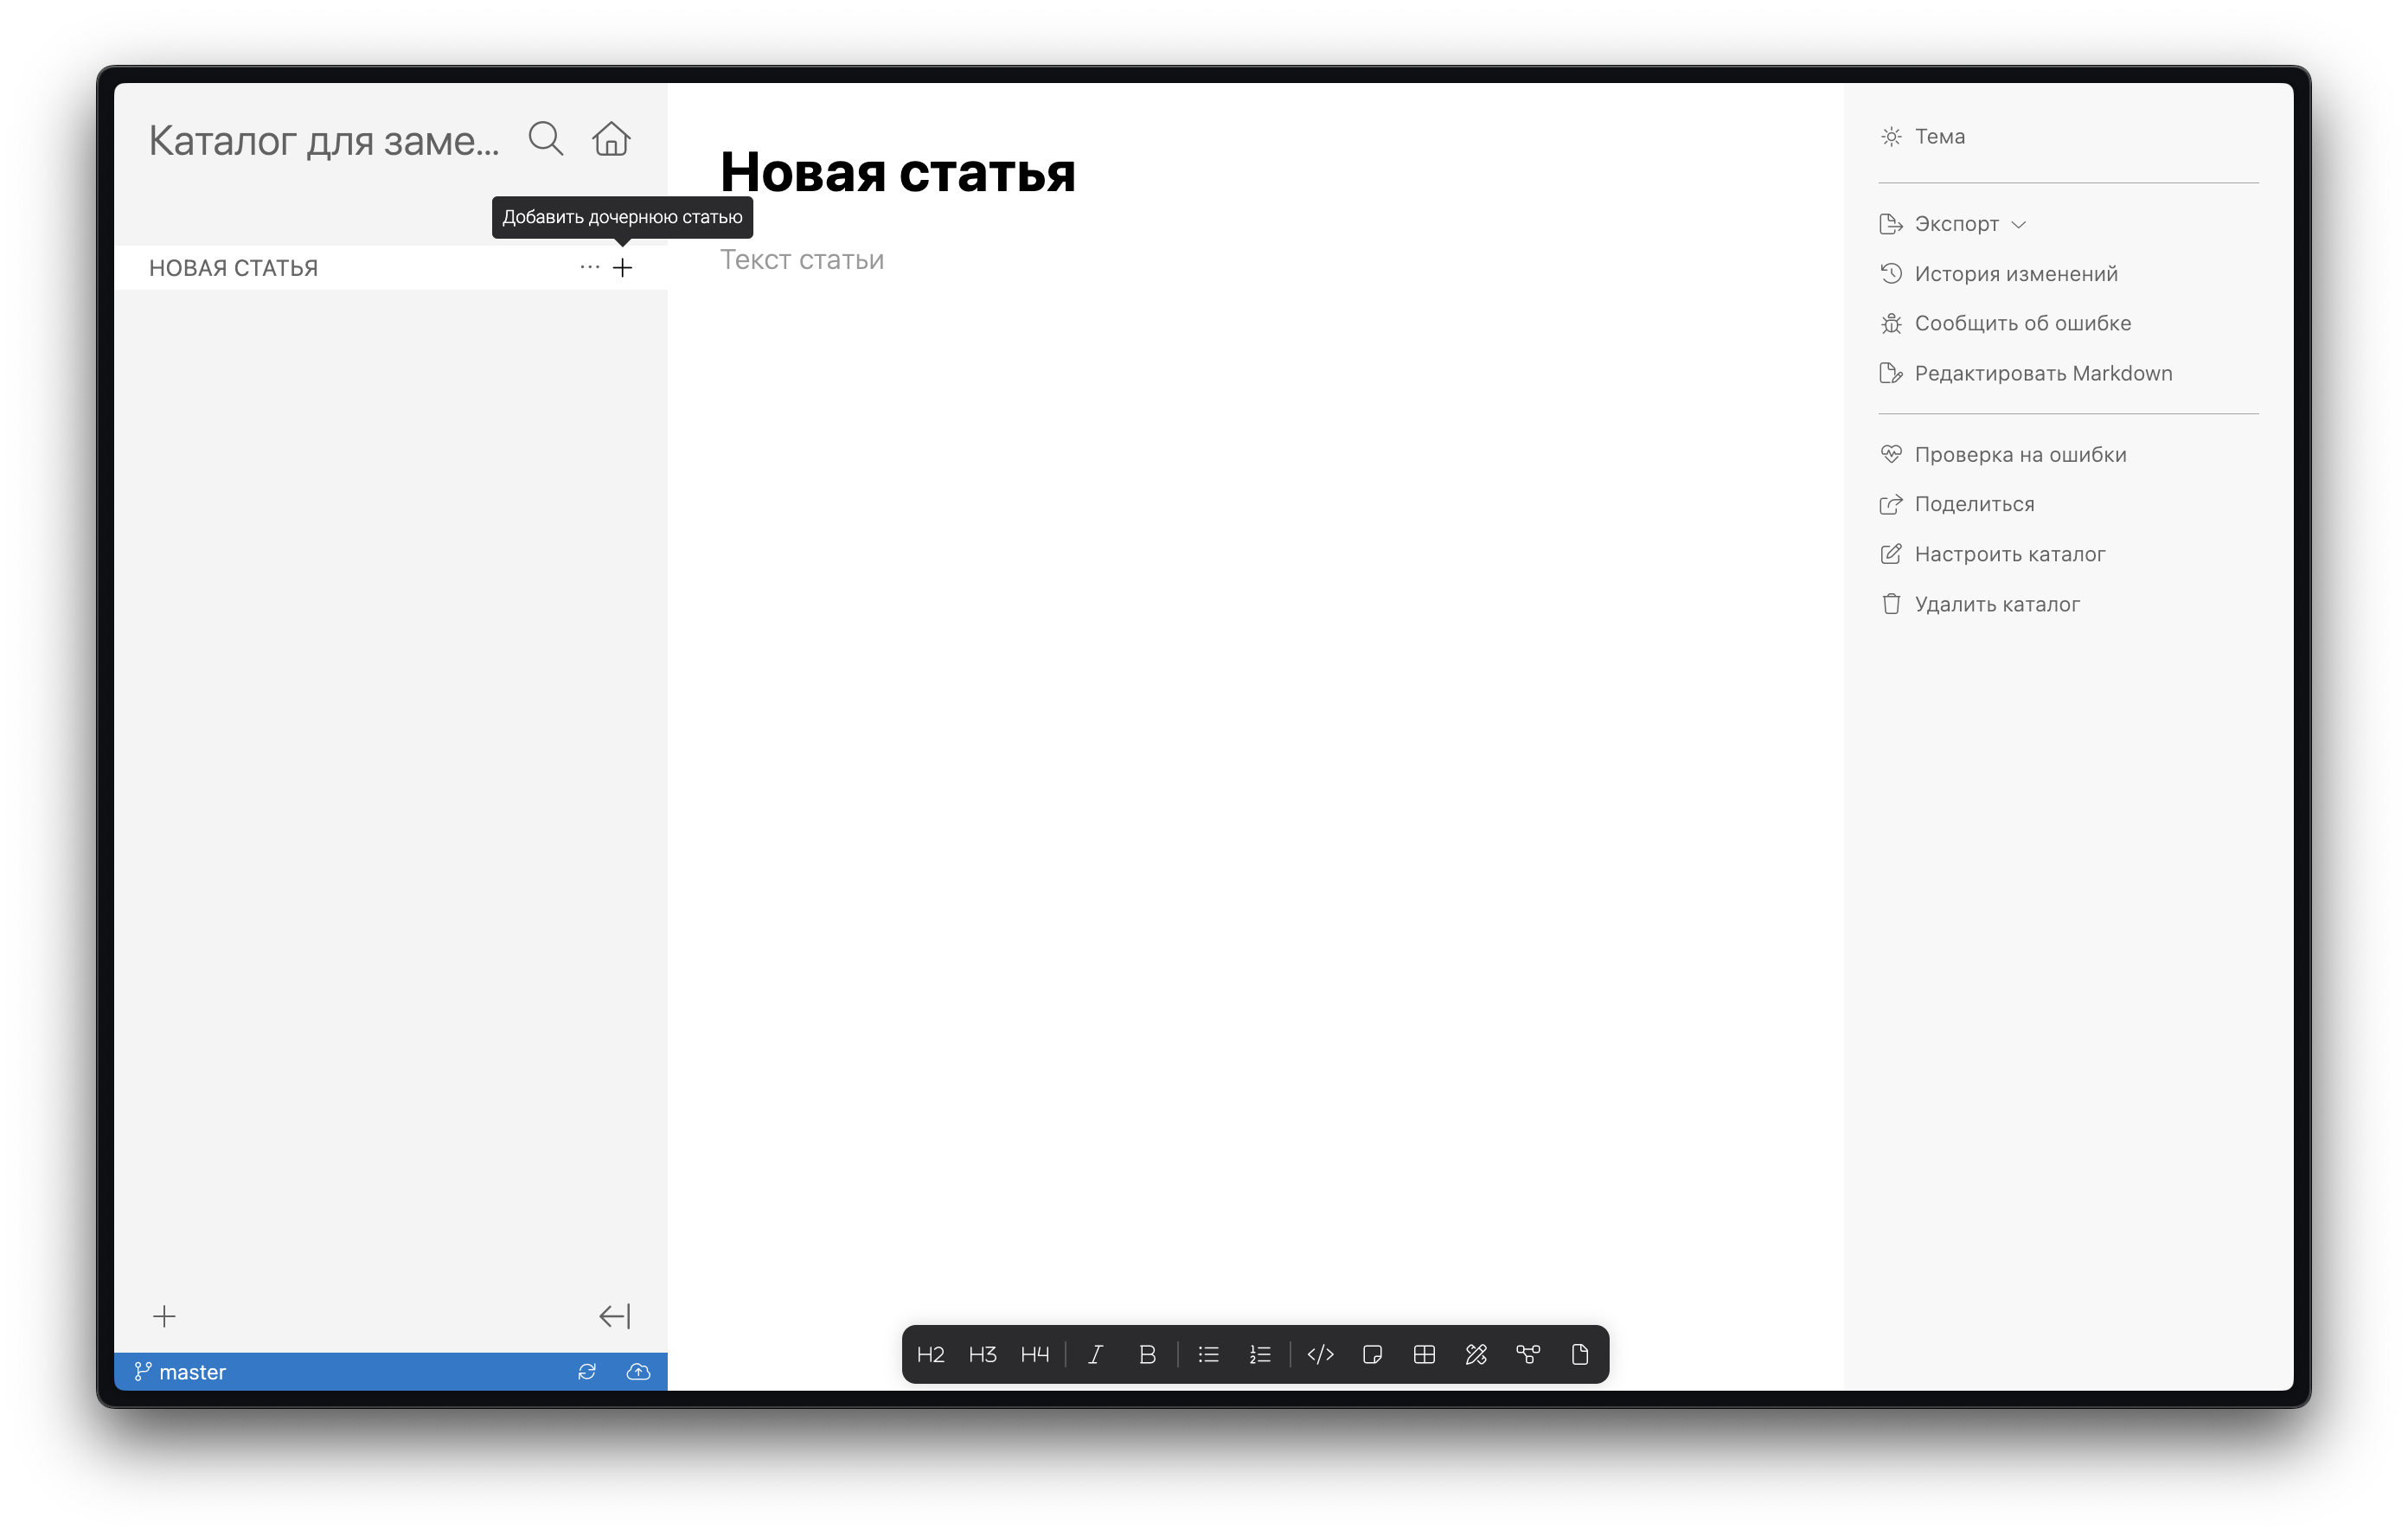 Каталог для заме...
Добавить дочернюю статью
НОВАЯ СТАТЬЯ
master
Новая статья
Текст статьи
H2 H3 H4 I B </>
Тема
Экспорт
История изменений
Сообщить об ошибке
Редактировать Markdown
Проверка на ошибки
Поделиться
Настроить каталог
Удалить каталог